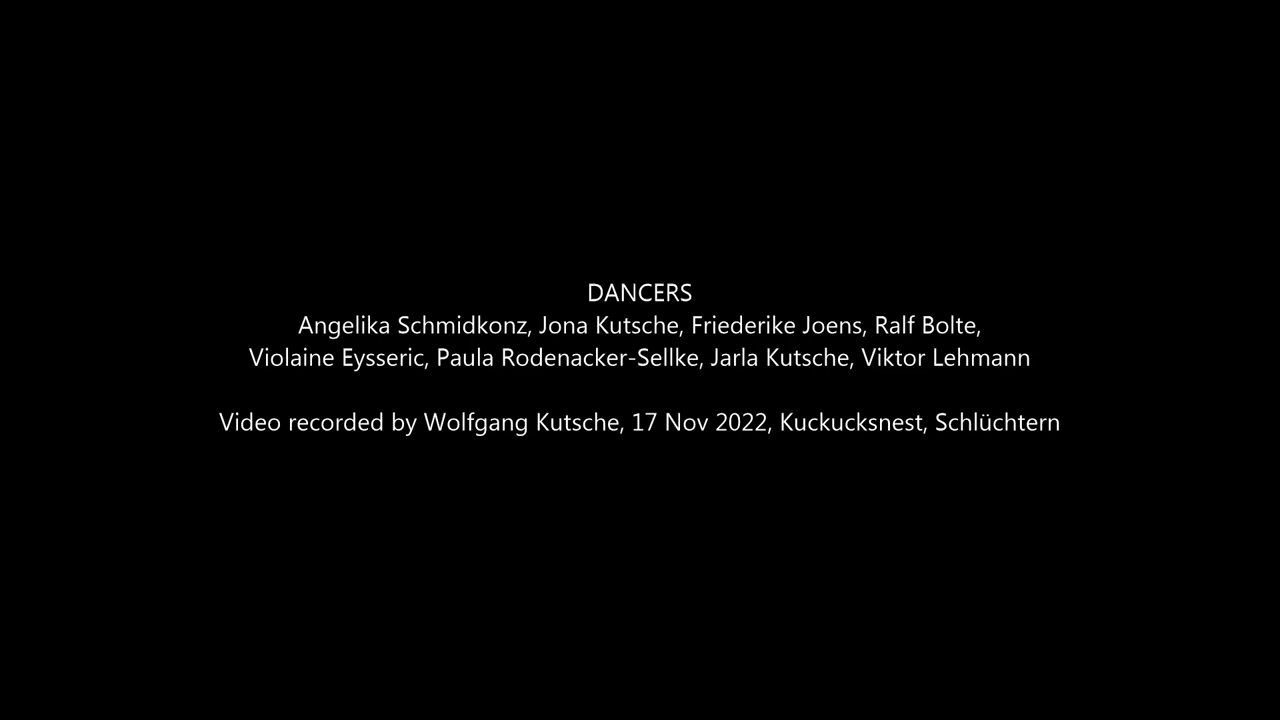 DANCERS
Angelika Schmidkonz, Jona Kutsche, Friederike Joens, Ralf Bolte,
Violaine Eysseric, Paula Rodenacker-Sellke, Jarla Kutsche, Viktor Lehmann
Video recorded by Wolfgang Kutsche, 17 Nov 2022, Kuckucksnest, Schlüchtern